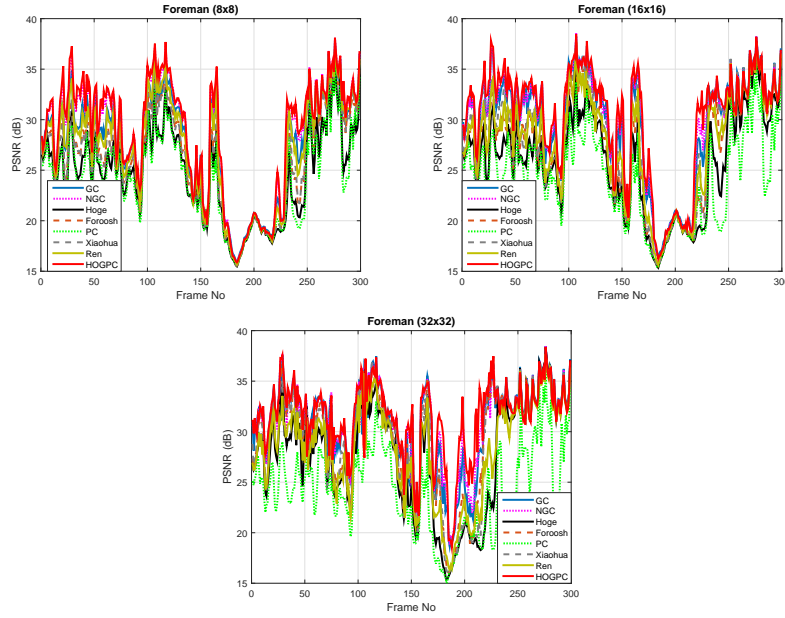 Foreman (8x8)
40
35
30
25
20
15
PSNR (dB)
0 50 100 150 200 250 300
Frame No
GC
NGC
Hoge
Foroosh
PC
Xiaohua
Ren
HOGPC
Foreman (16x16)
40
35
30
25
20
15
PSNR (dB)
0 50 100 150 200 250 300
Frame No
GC
NGC
Hoge
Foroosh
PC
Xiaohua
Ren
HOGPC
Foreman (32x32)
40
35
30
25
20
15
PSNR (dB)
0 50 100 150 200 250 300
Frame No
GC
NGC
Hoge
Foroosh
PC
Xiaohua
Ren
HOGPC